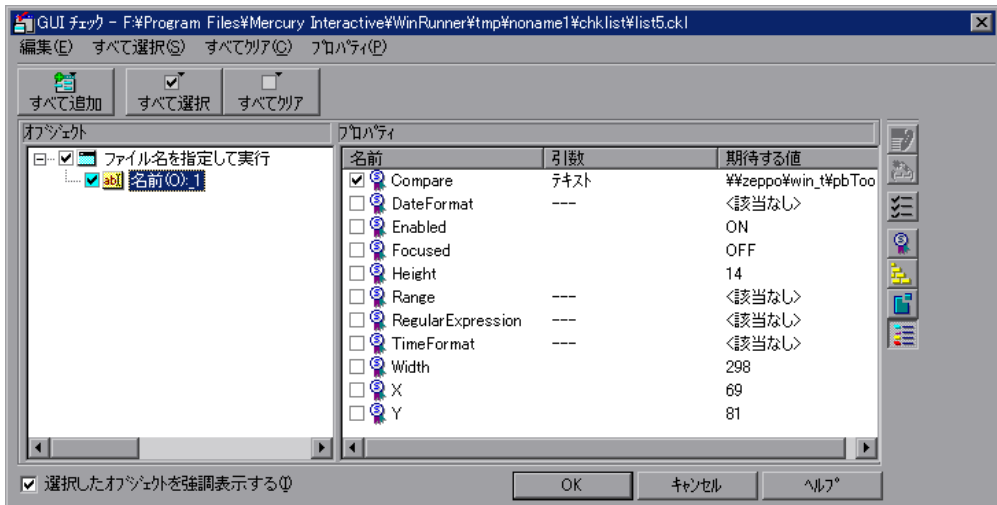 GUI チェック - F:¥Program Files¥Mercury Interactive¥WinRunner¥tmp¥noname1¥chklist¥list5.ckl
編集(E) すべて選択(S) すべてクリア(C) プロパティ(P)
すべて追加 すべて選択 すべてクリア
オブジェクト プロパティ
ファイル名を指定して実行
名前(O):_1
名前 引数 期待する値
Compare テキスト ¥¥zeppo¥win_t¥pbToo
DateFormat --- <該当なし>
Enabled ON
Focused OFF
Height 14
Range --- <該当なし>
RegularExpression --- <該当なし>
TimeFormat --- <該当なし>
Width 298
X 69
Y 81
選択したオブジェクトを強調表示する(I)
OK キャンセル ヘルプ